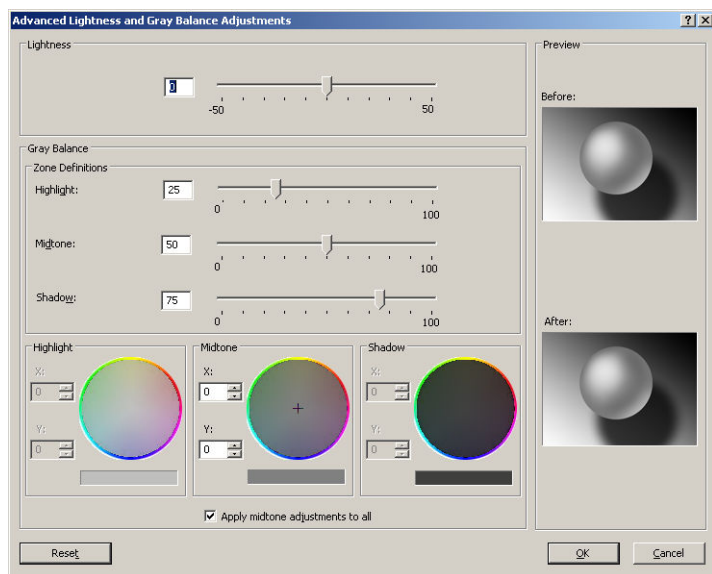 Advanced Lightness and Gray Balance Adjustments
Lightness
0
-50 50
Gray Balance
Zone Definitions
Highlight: 25
0 100
Midtone: 50
0 100
Shadow: 75
0 100
Highlight
X:
0
Y:
0
Midtone
X:
0
Y:
0
Shadow
X:
0
Y:
0
Apply midtone adjustments to all
Preview
Before:
After:
Reset
OK
Cancel